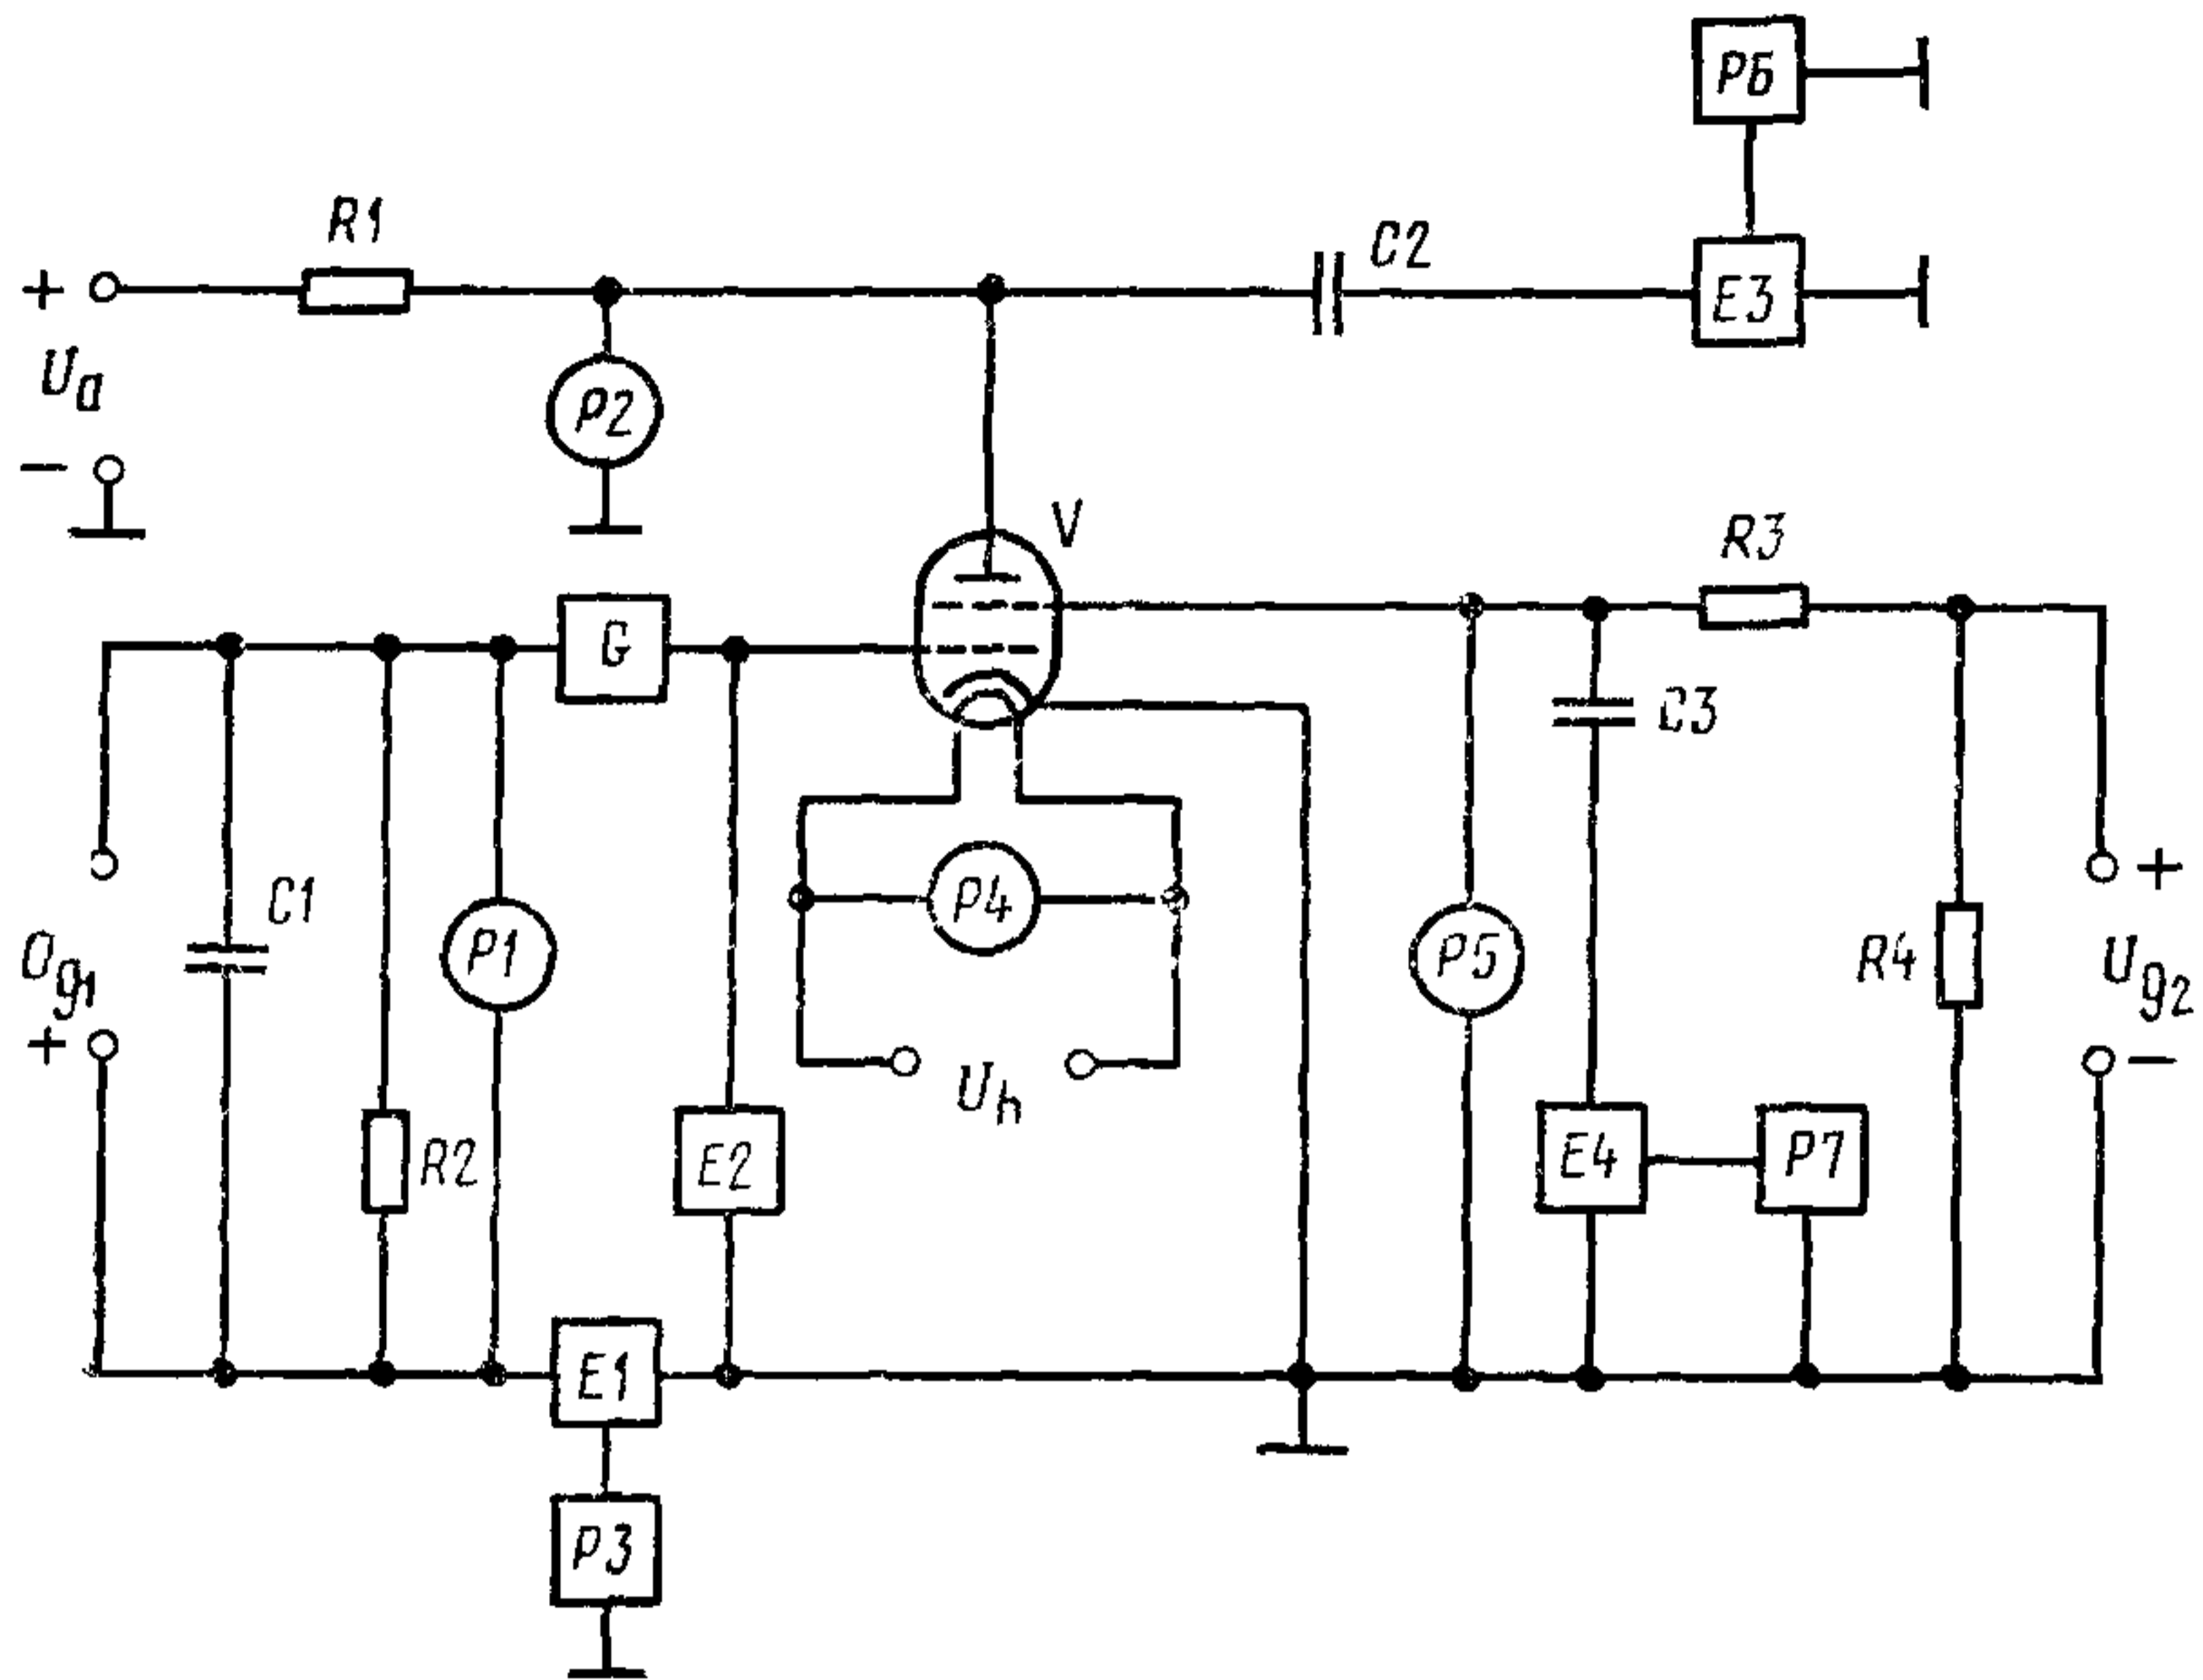 P6
R1
C2
+
E3
Ua
P2
−
V
R3
G
C3
C1
P4
+
P1
P5
R4
Ug2
Ug1
+
−
Uh
R2
E2
E4
P7
E1
P3